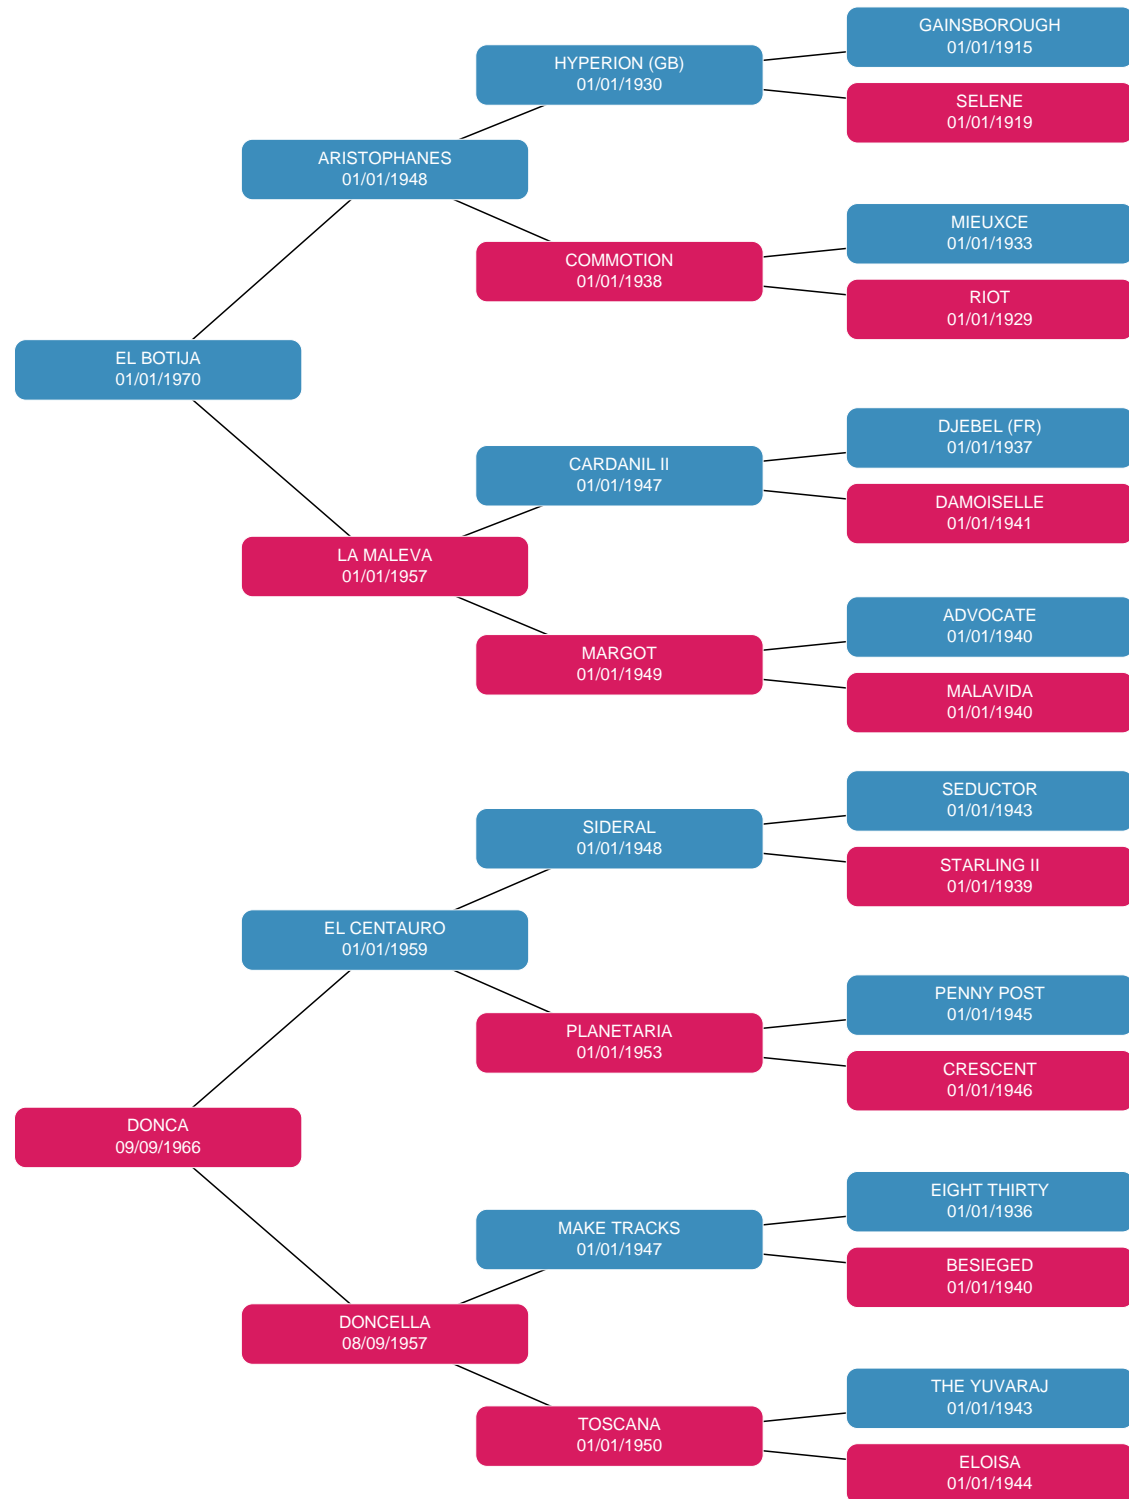 GAINSBOROUGH
01/01/1915
HYPERION (GB)
01/01/1930
SELENE
01/01/1919
ARISTOPHANES
01/01/1948
MIEUXCE
01/01/1933
COMMOTION
01/01/1938
RIOT
01/01/1929
EL BOTIJA
01/01/1970
DJEBEL (FR)
01/01/1937
CARDANIL II
01/01/1947
DAMOISELLE
01/01/1941
LA MALEVA
01/01/1957
ADVOCATE
01/01/1940
MARGOT
01/01/1949
MALAVIDA
01/01/1940
SEDUCTOR
01/01/1943
SIDERAL
01/01/1948
STARLING II
01/01/1939
EL CENTAURO
01/01/1959
PENNY POST
01/01/1945
PLANETARIA
01/01/1953
CRESCENT
01/01/1946
DONCA
09/09/1966
EIGHT THIRTY
01/01/1936
MAKE TRACKS
01/01/1947
BESIEGED
01/01/1940
DONCELLA
08/09/1957
THE YUVARAJ
01/01/1943
TOSCANA
01/01/1950
ELOISA
01/01/1944